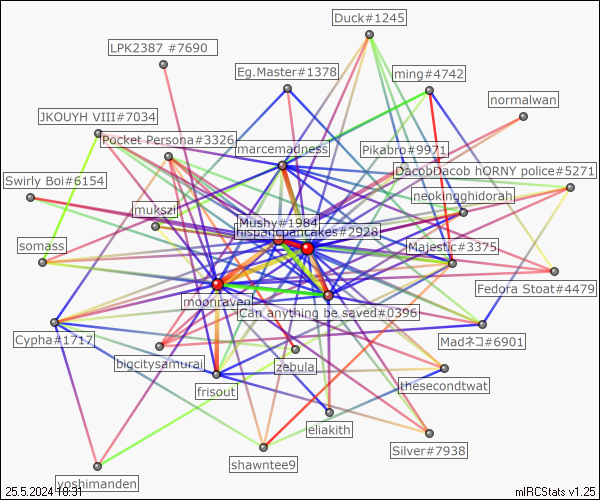 Duck#1245
LPK2387 #7690
Eg.Master#1378
ming#4742
normalwan
JKOUYH VIII#7034
Pocket Persona#3326
marcemadness
Pikabro#9971
DacobDacob hORNY police#5271
Swirly Boi#6154
mukszi
neokingghidorah
Mushy#1984
hispanicpancakes#2928
somass
Majestic#3375
Fedora Stoat#4479
moonraven
Can anything be saved#0396
Cypha#1717
Madネコ#6901
bigcitysamurai
zebula
frisout
thesecondtwat
eliakith
Silver#7938
shawntee9
yoshimanden
25.5.2024 10:31
mIRCStats v1.25